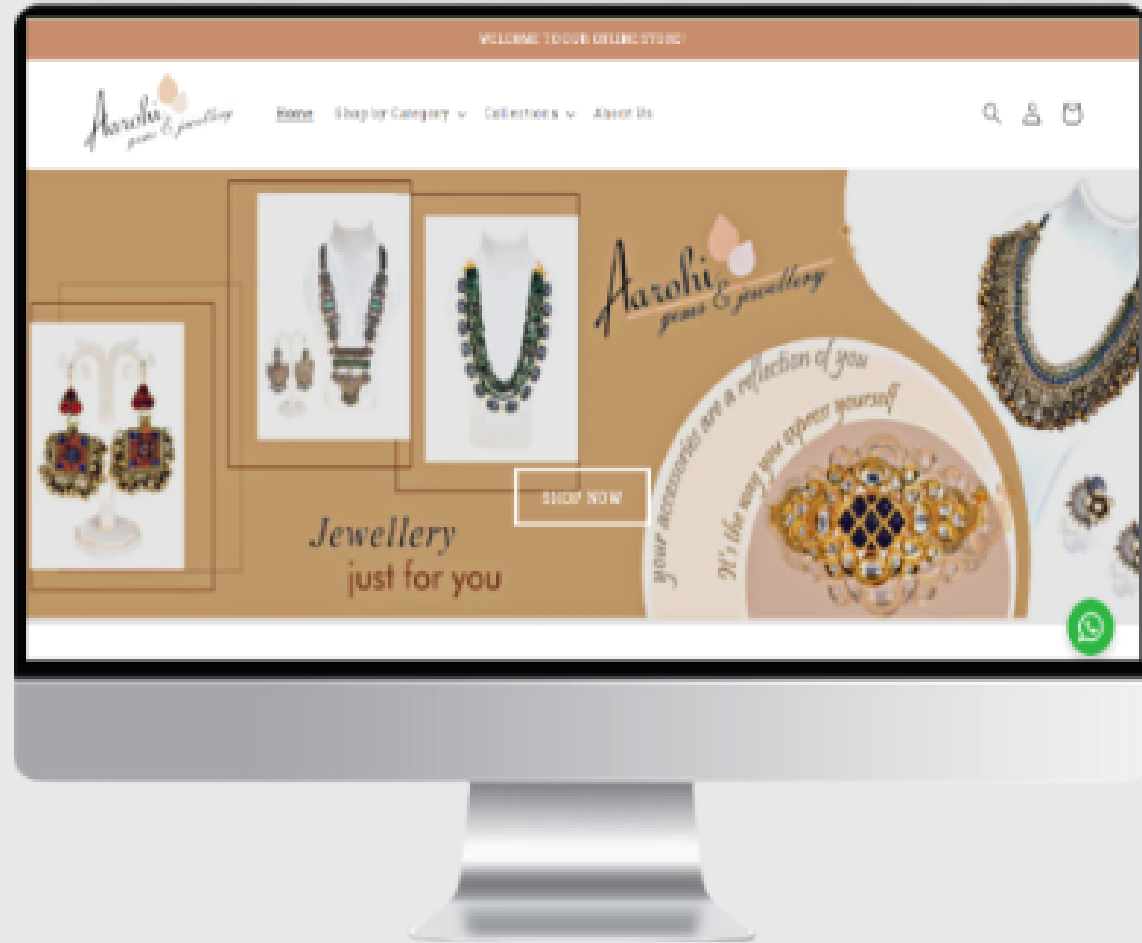 WELCOME TO OUR ONLINE STORE!
Aarohi
gems & jewellery
Home Shop by Category Collections About Us
Aarohi
gems & jewellery
your accessories are a reflection of you
It's the way you express yourself
SHOP NOW
Jewellery
just for you